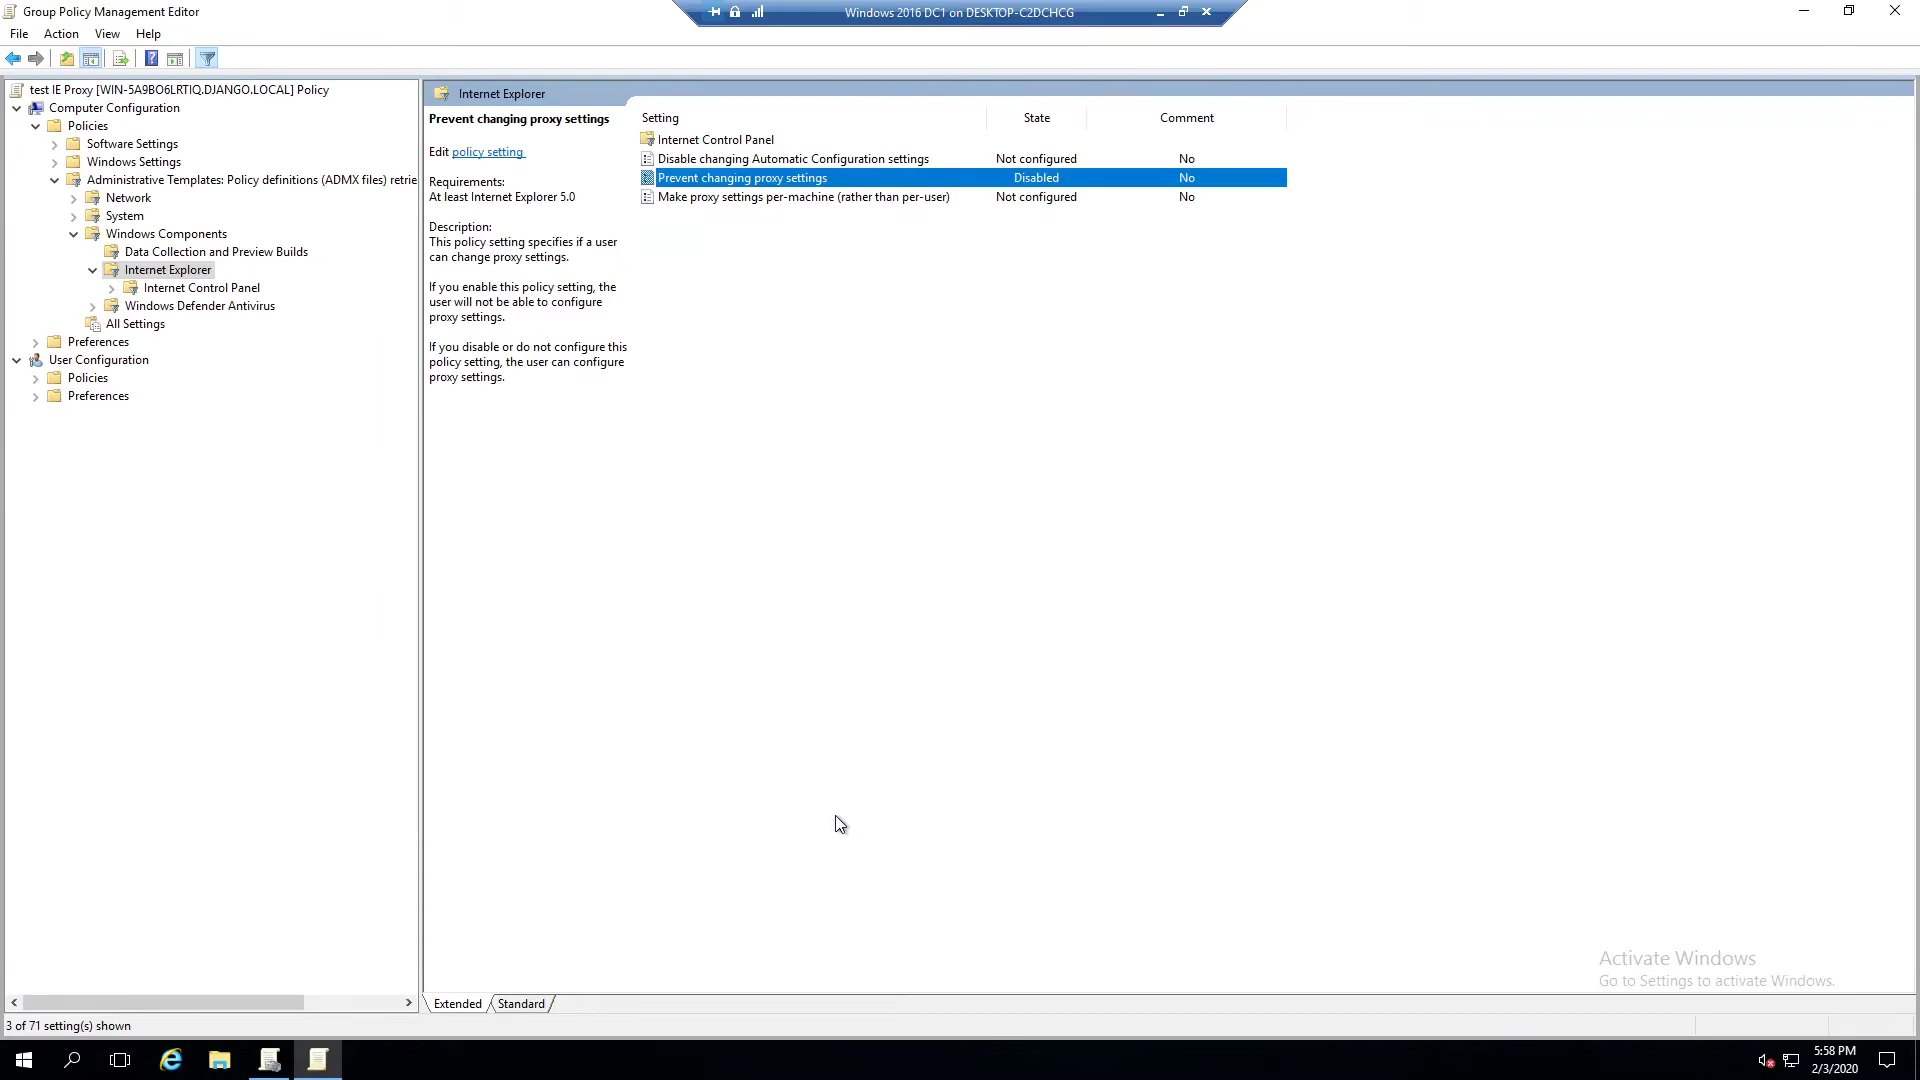 Group Policy Management Editor
Windows 2016 DC1 on DESKTOP-C2DCHCG
File Action View Help
test IE Proxy [WIN-5A9BO6LRTIQ.DJANGO.LOCAL] Policy
Computer Configuration
Policies
Software Settings
Windows Settings
Administrative Templates: Policy definitions (ADMX files) retrie
Network
System
Windows Components
Data Collection and Preview Builds
Internet Explorer
Internet Control Panel
Windows Defender Antivirus
All Settings
Preferences
User Configuration
Policies
Preferences
Internet Explorer
Prevent changing proxy settings
Edit policy setting
Requirements:
At least Internet Explorer 5.0
Description:
This policy setting specifies if a user
can change proxy settings.
If you enable this policy setting, the
user will not be able to configure
proxy settings.
If you disable or do not configure this
policy setting, the user can configure
proxy settings.
Setting State Comment
Internet Control Panel
Disable changing Automatic Configuration settings Not configured No
Prevent changing proxy settings Disabled No
Make proxy settings per-machine (rather than per-user) Not configured No
Activate Windows
Go to Settings to activate Windows.
Extended Standard
3 of 71 setting(s) shown
5:58 PM
2/3/2020